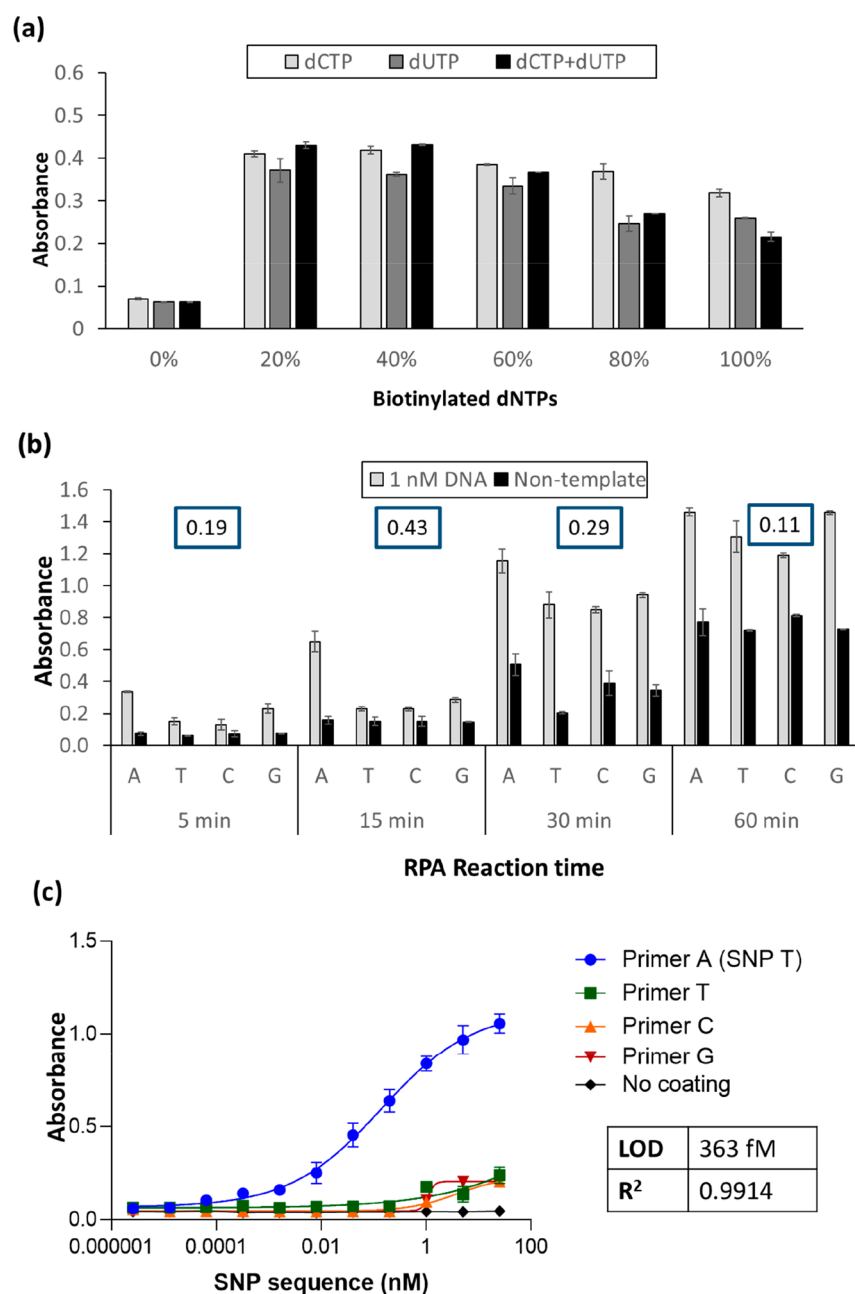 (a)
dCTP dUTP dCTP+dUTP
0.6
0.5
0.4
0.3
0.2
0.1
0
Absorbance
0% 20% 40% 60% 80% 100%
Biotinylated dNTPs
(b)
1 nM DNA Non-template
1.6
1.4
1.2
1.0
0.8
0.6
0.4
0.2
0.0
Absorbance
0.19 0.43 0.29 0.11
A T C G A T C G A T C G A T C G
5 min 15 min 30 min 60 min
RPA Reaction time
(c)
1.5
1.0
0.5
0.0
Absorbance
0.000001 0.0001 0.01 1 100
SNP sequence (nM)
Primer A (SNP T)
Primer T
Primer C
Primer G
No coating
LOD 363 fM
R² 0.9914